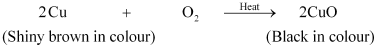 2Cu + O₂ Heat→ 2CuO
(Shiny brown in colour) (Black in colour)